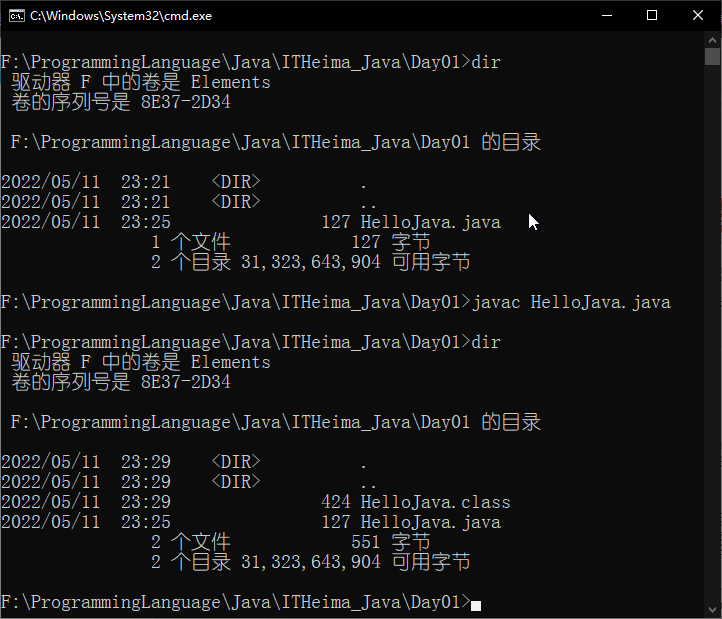 C:\Windows\System32\cmd.exe
F:\ProgrammingLanguage\Java\ITHeima_Java\Day01>dir
驱动器 F 中的卷是 Elements
卷的序列号是 8E37-2D34
F:\ProgrammingLanguage\Java\ITHeima_Java\Day01 的目录
2022/05/11  23:21    <DIR>          .
2022/05/11  23:21    <DIR>          ..
2022/05/11  23:25               127 HelloJava.java
1 个文件            127 字节
2 个目录 31,323,643,904 可用字节
F:\ProgrammingLanguage\Java\ITHeima_Java\Day01>javac HelloJava.java
F:\ProgrammingLanguage\Java\ITHeima_Java\Day01>dir
驱动器 F 中的卷是 Elements
卷的序列号是 8E37-2D34
F:\ProgrammingLanguage\Java\ITHeima_Java\Day01 的目录
2022/05/11  23:29    <DIR>          .
2022/05/11  23:29    <DIR>          ..
2022/05/11  23:29               424 HelloJava.class
2022/05/11  23:25               127 HelloJava.java
2 个文件            551 字节
2 个目录 31,323,643,904 可用字节
F:\ProgrammingLanguage\Java\ITHeima_Java\Day01>